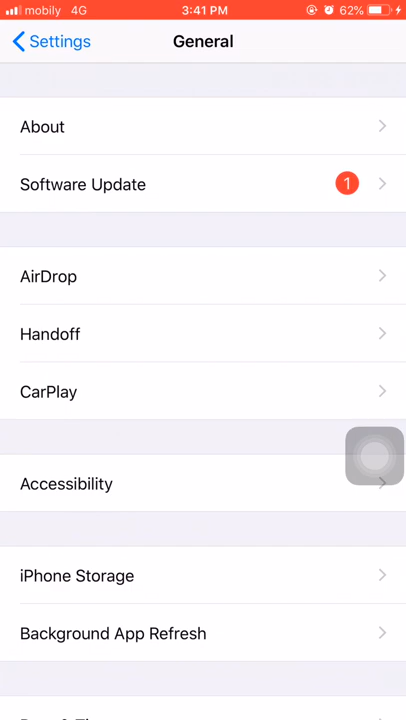 mobily 4G 3:41 PM 62%
Settings General
About
Software Update 1
AirDrop
Handoff
CarPlay
Accessibility
iPhone Storage
Background App Refresh